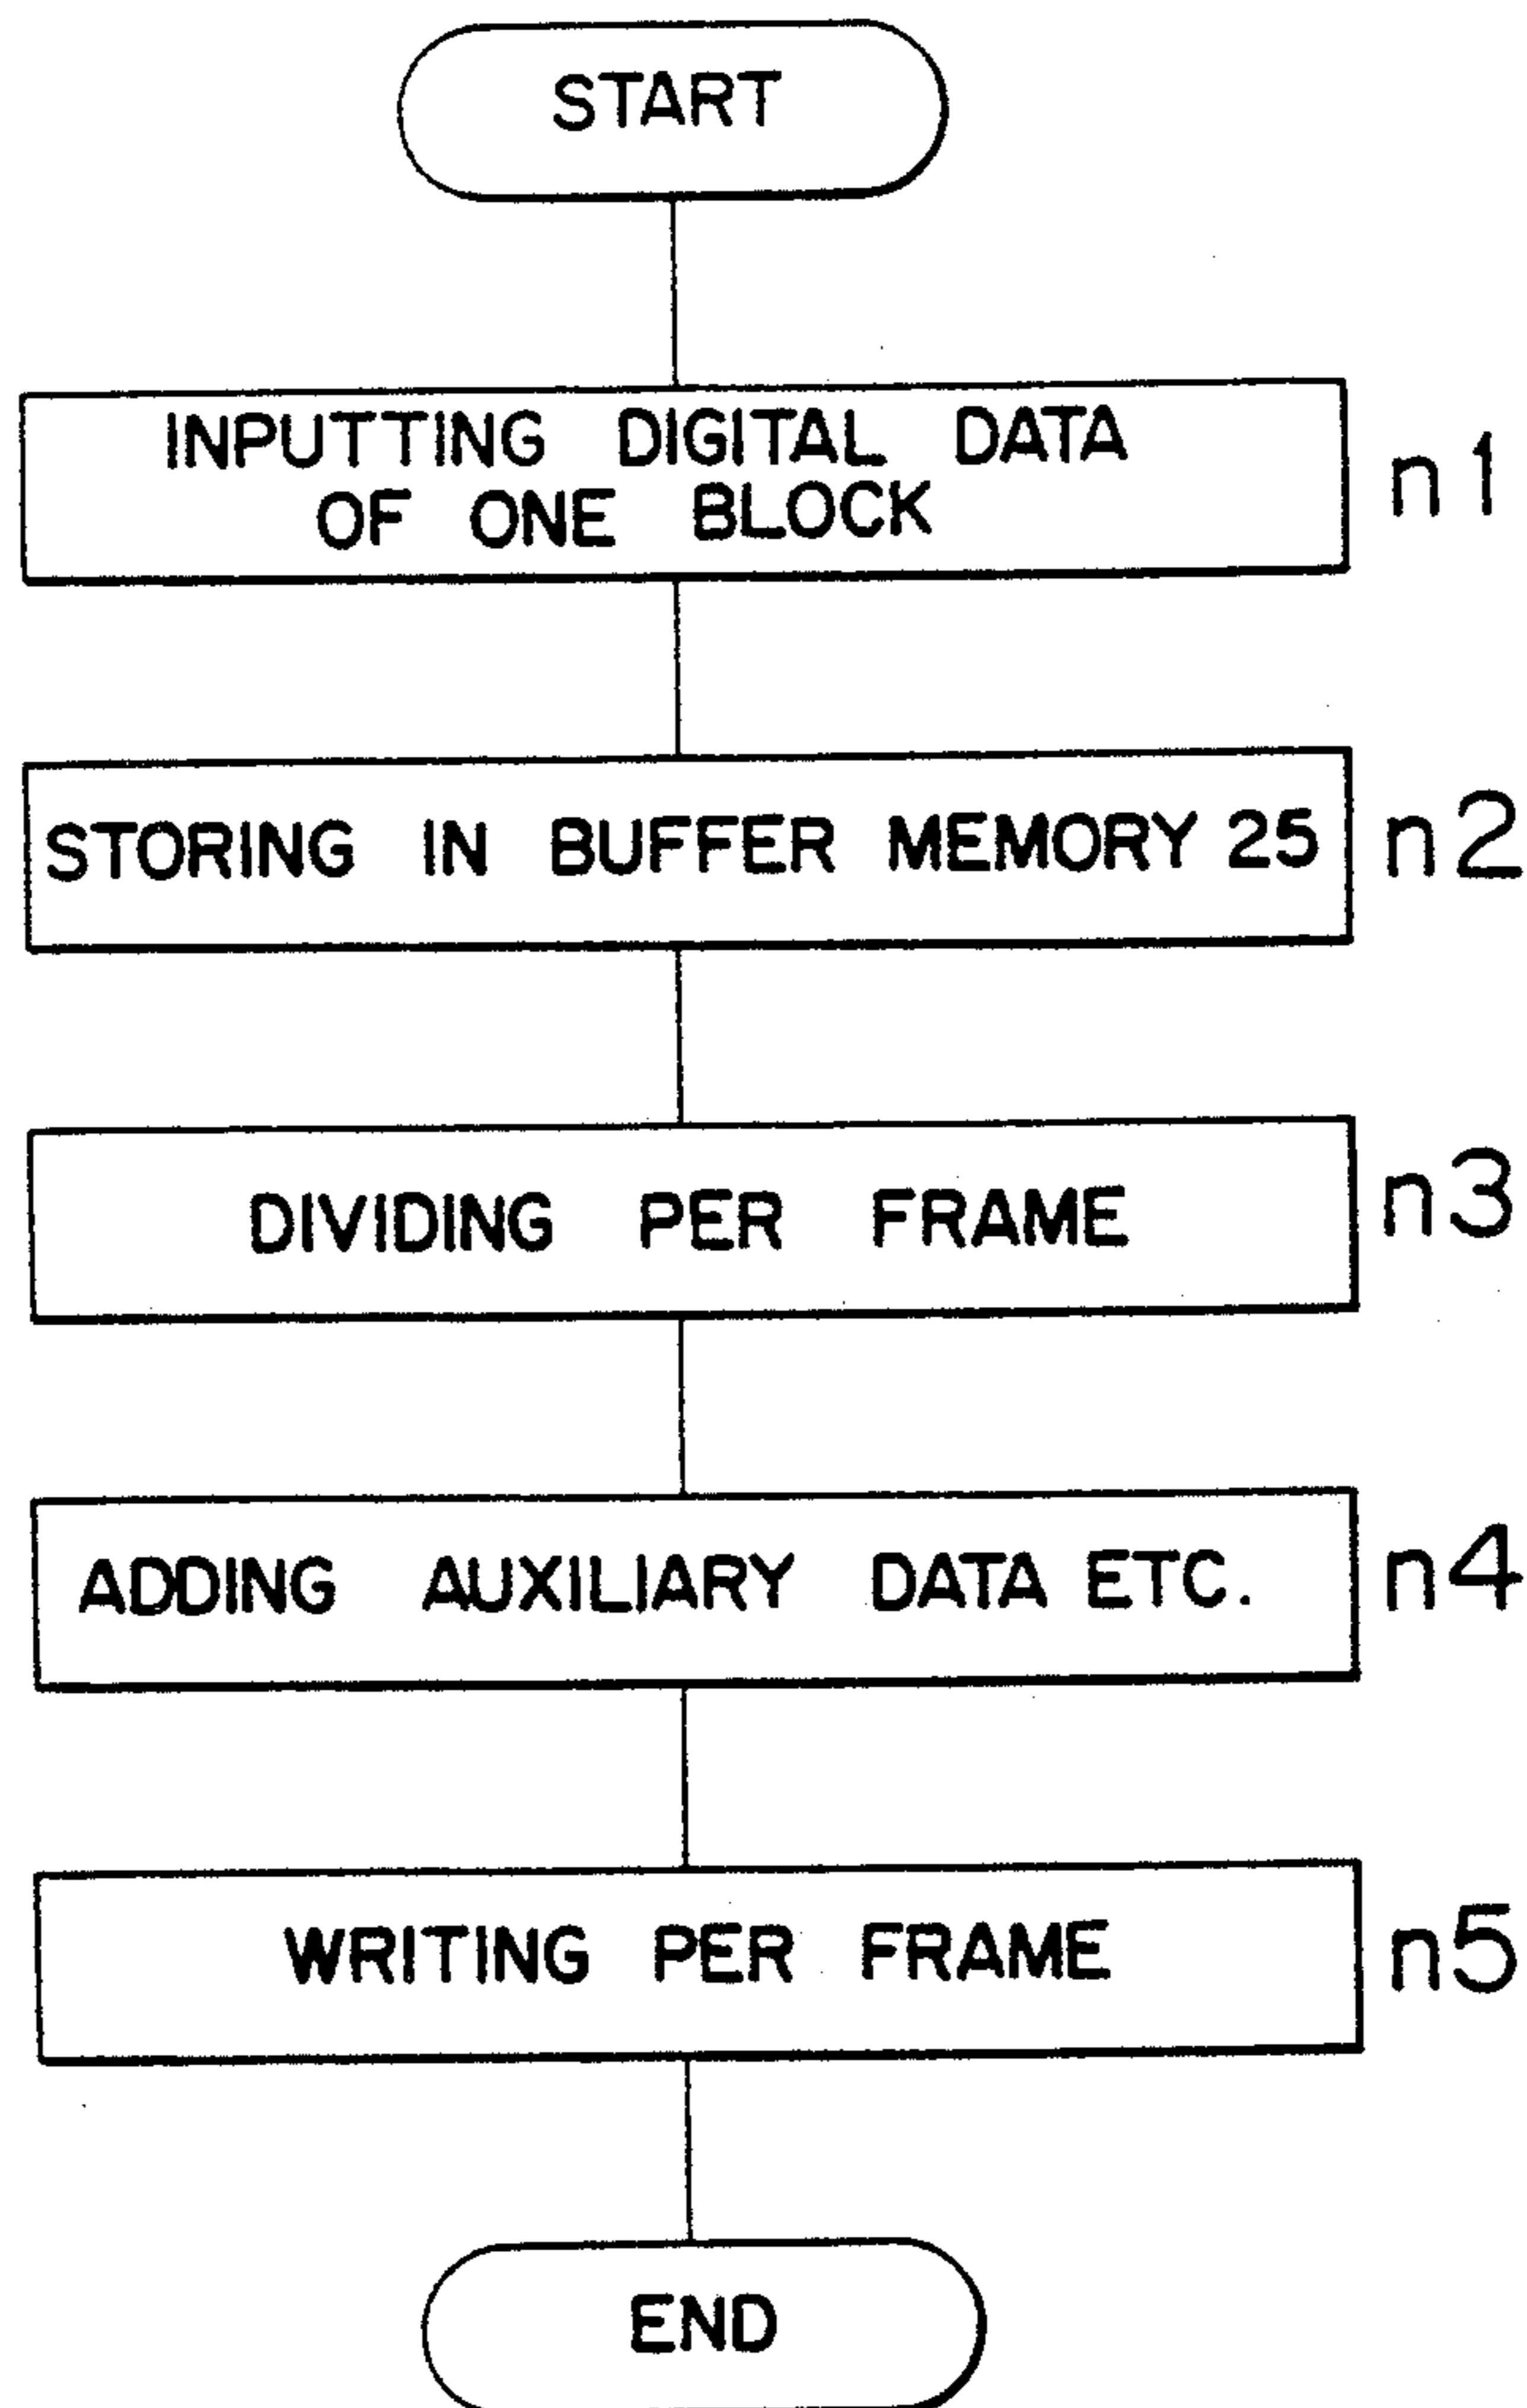 START
INPUTTING DIGITAL DATA
OF ONE BLOCK
n1
STORING IN BUFFER MEMORY 25
n2
DIVIDING PER FRAME
n3
ADDING AUXILIARY DATA ETC.
n4
WRITING PER FRAME
n5
END